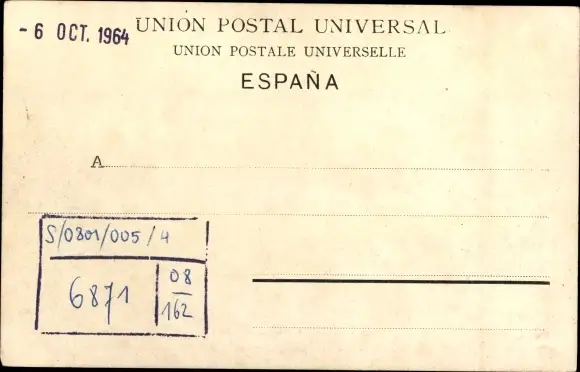 - 6 OCT. 1964
UNION POSTAL UNIVERSAL
UNION POSTALE UNIVERSELLE
ESPAÑA
A
S/0801/005/4
6871
08
162